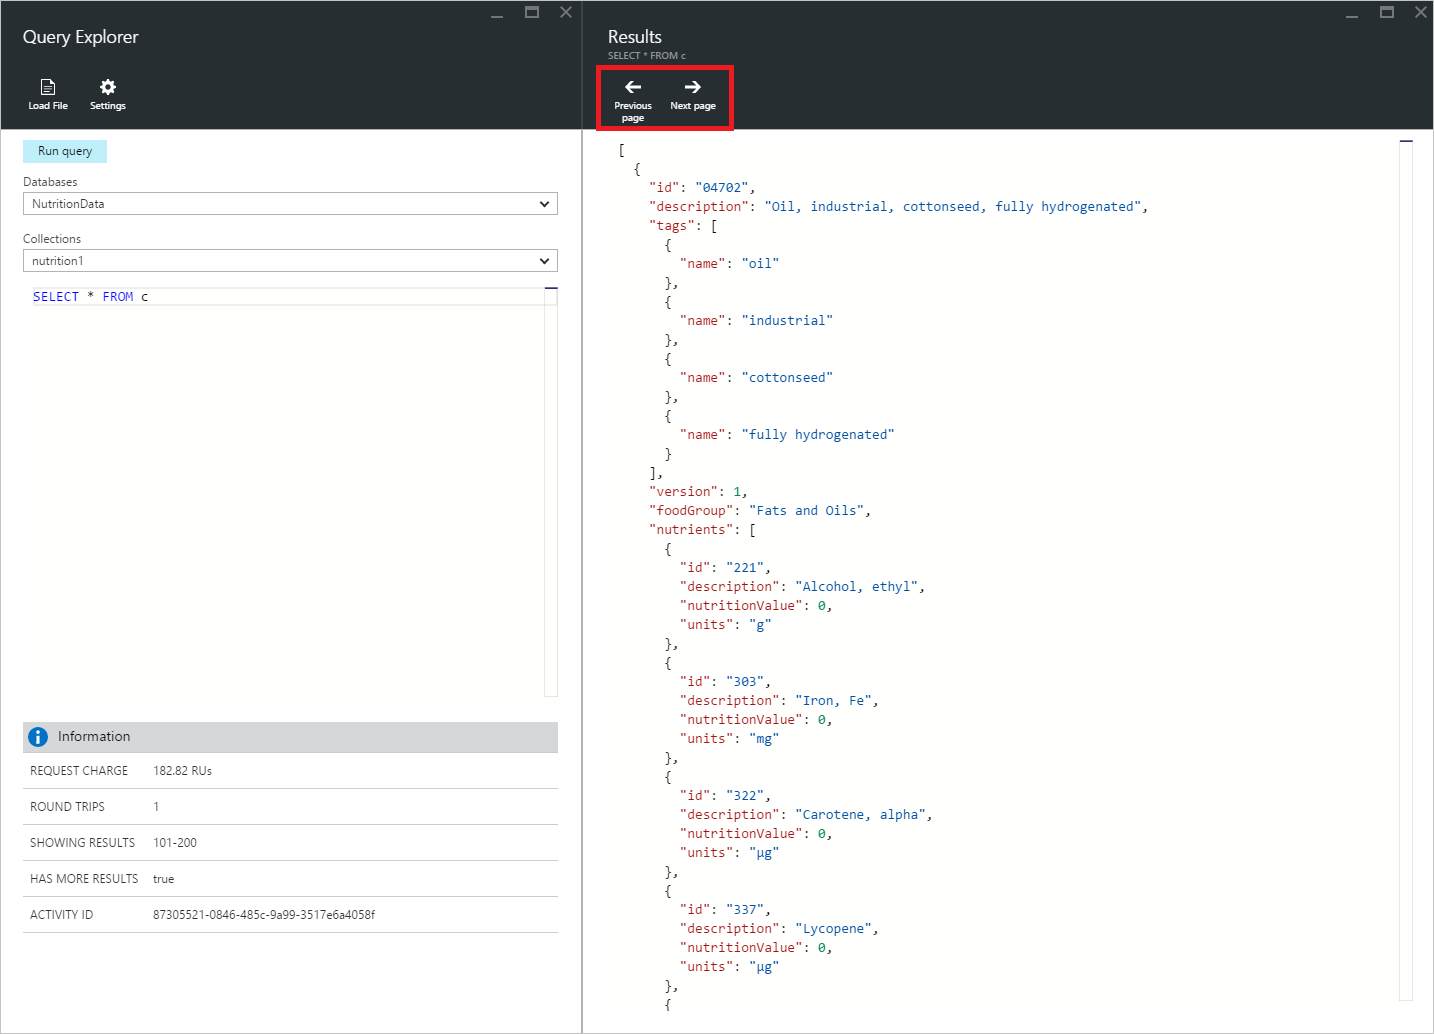 Query Explorer
Load File
Settings
Run query
Databases
NutritionData
Collections
nutrition1
SELECT * FROM c
Information
REQUEST CHARGE 182.82 RUs
ROUND TRIPS 1
SHOWING RESULTS 101-200
HAS MORE RESULTS true
ACTIVITY ID 87305521-0846-485c-9a99-3517e6a4058f
Results
SELECT * FROM c
Previous page
Next page
[
{
"id": "04702",
"description": "Oil, industrial, cottonseed, fully hydrogenated",
"tags": [
{
"name": "oil"
},
{
"name": "industrial"
},
{
"name": "cottonseed"
},
{
"name": "fully hydrogenated"
}
],
"version": 1,
"foodGroup": "Fats and Oils",
"nutrients": [
{
"id": "221",
"description": "Alcohol, ethyl",
"nutritionValue": 0,
"units": "g"
},
{
"id": "303",
"description": "Iron, Fe",
"nutritionValue": 0,
"units": "mg"
},
{
"id": "322",
"description": "Carotene, alpha",
"nutritionValue": 0,
"units": "µg"
},
{
"id": "337",
"description": "Lycopene",
"nutritionValue": 0,
"units": "µg"
},
{